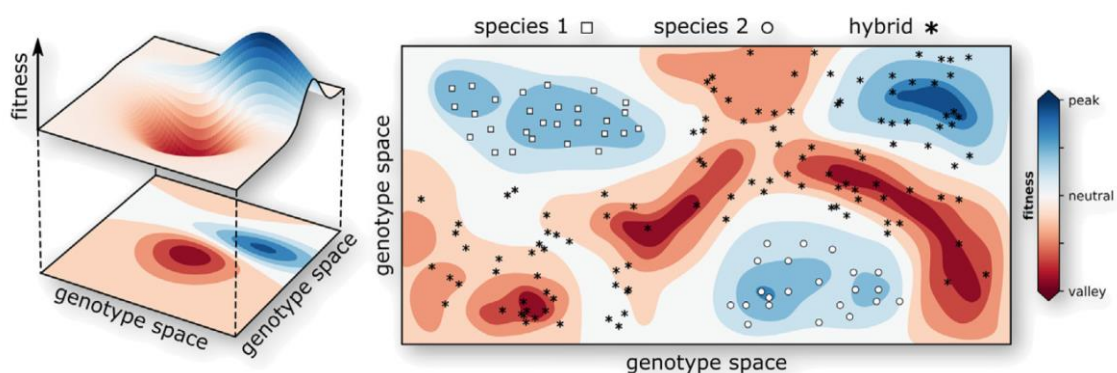 fitness
genotype space
genotype space
species 1
species 2
hybrid
genotype space
genotype space
fitness
peak
neutral
valley